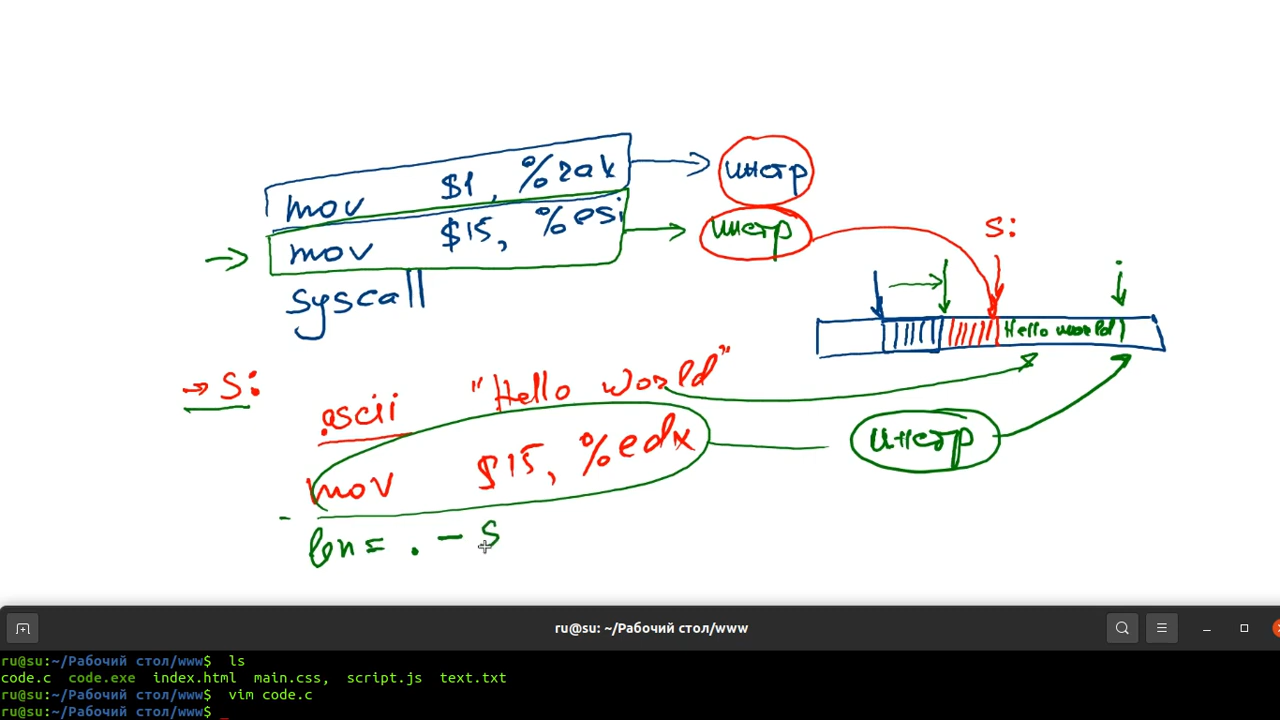 mov $1, %rax
инстр
mov $15, %esi
инстр
syscall
s:
Hello world
→ s:
.ascii "Hello world"
mov $15, %edx
инстр
len = . - s
ru@su: ~/Рабочий стол/www
ru@su:~/Рабочий стол/www$ ls
code.c code.exe index.html main.css, script.js text.txt
ru@su:~/Рабочий стол/www$ vim code.c
ru@su:~/Рабочий стол/www$